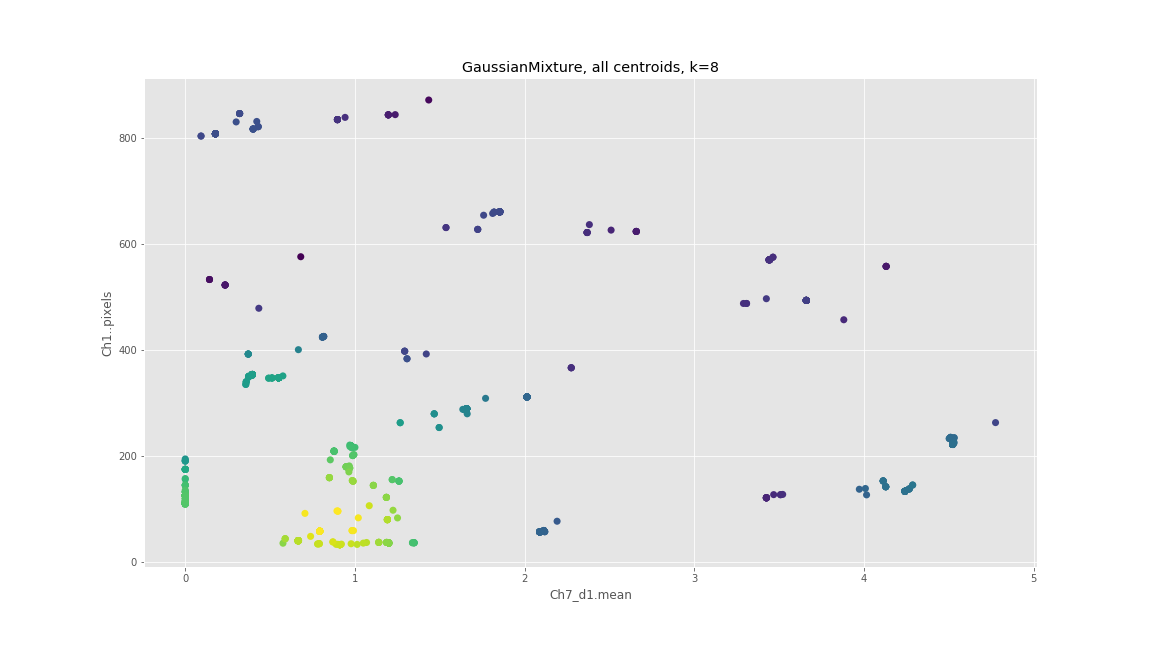 GaussianMixture, all centroids, k=8
800
600
400
200
0
Ch1..pixels
0 1 2 3 4 5
Ch7_d1.mean